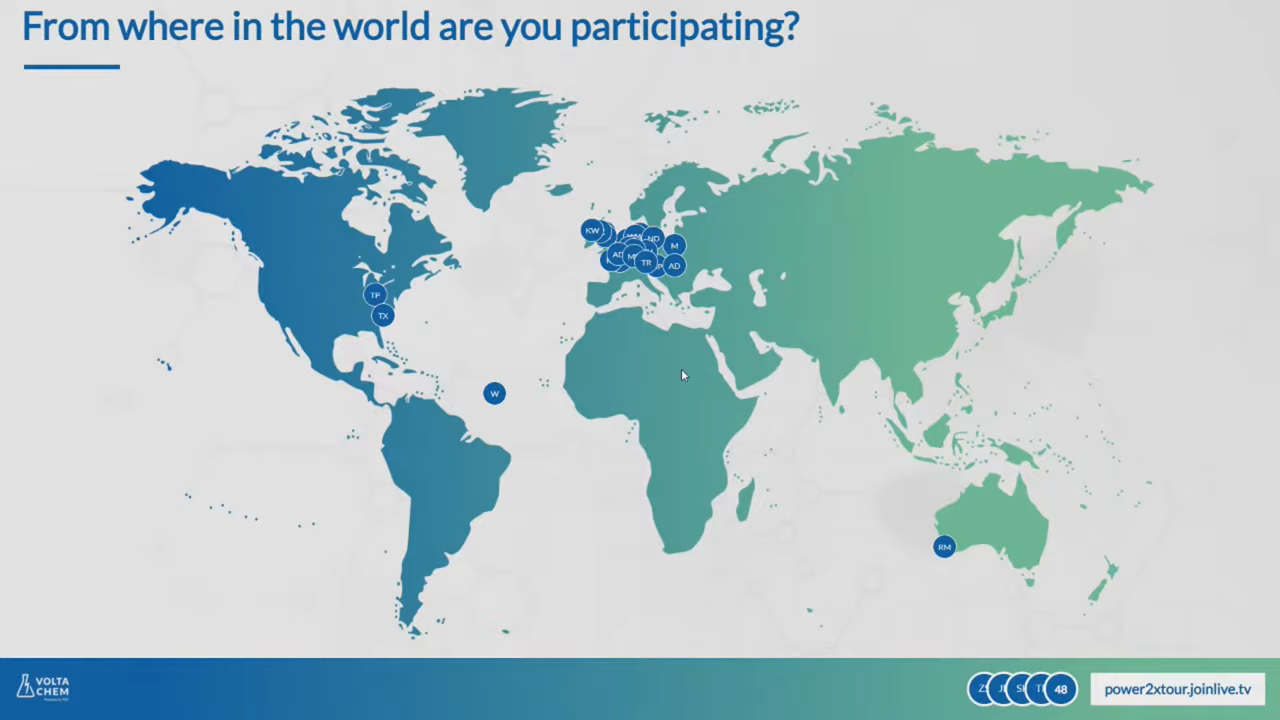 From where in the world are you participating?
KW
ND
M
AD
TR
AD
TP
TX
W
RM
VOLTA
CHEM
48
power2xtour.joinlive.tv